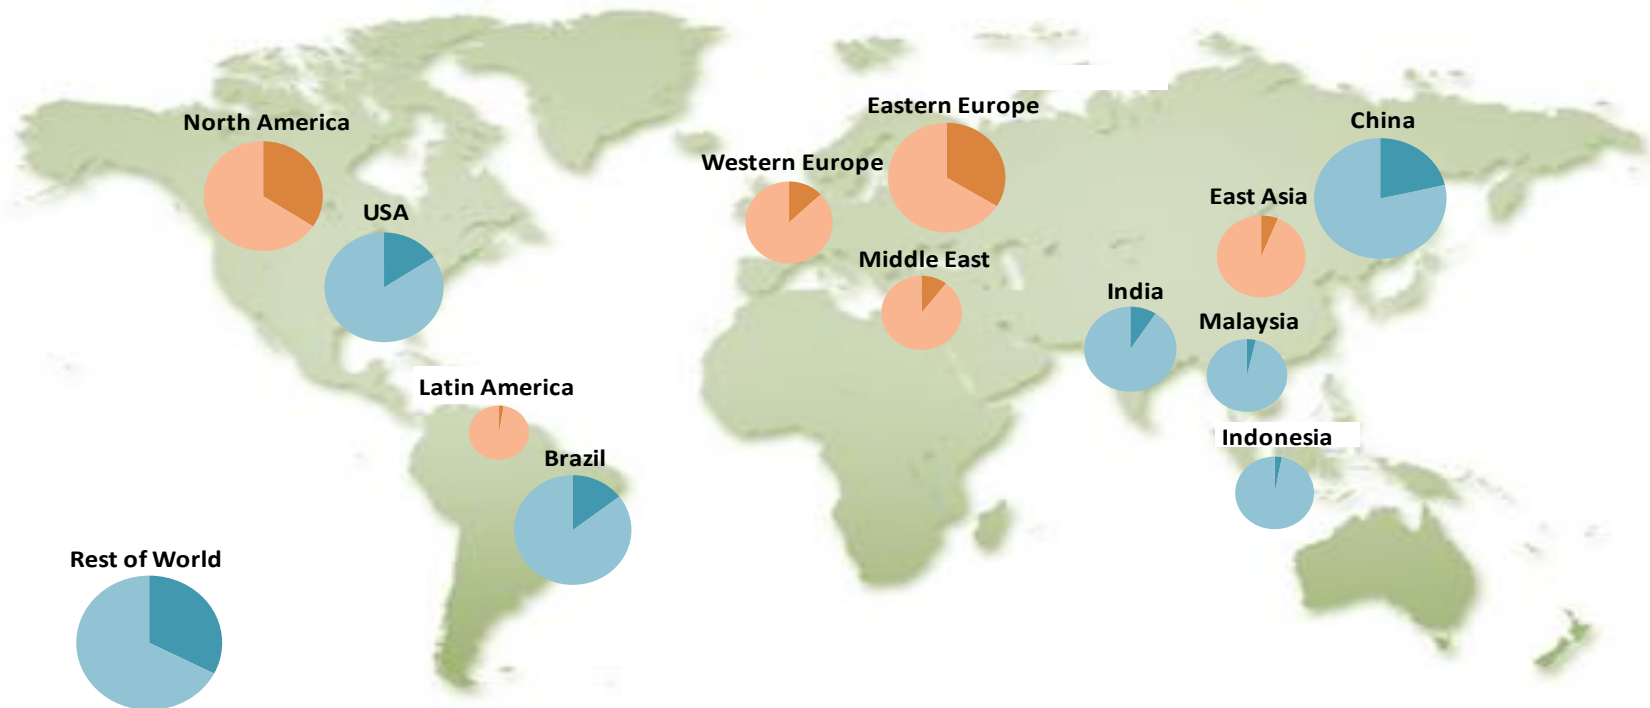 Eastern Europe
China
North America
Western Europe
East Asia
USA
Middle East
India
Malaysia
Latin America
Indonesia
Brazil
Rest of World